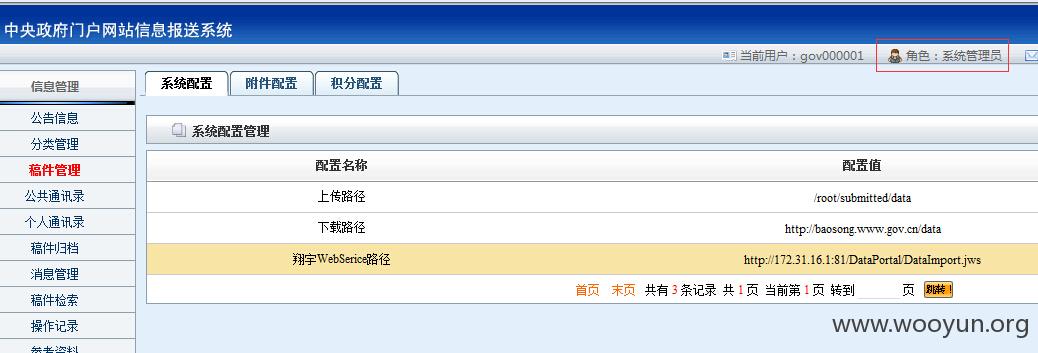 中央政府门户网站信息报送系统
当前用户：gov000001 角色：系统管理员
信息管理
系统配置 附件配置 积分配置
公告信息
分类管理
稿件管理
公共通讯录
个人通讯录
稿件归档
消息管理
稿件检索
操作记录
参考资料
系统配置管理
配置名称 配置值
上传路径 /root/submitted/data
下载路径 http://baosong.www.gov.cn/data
翔宇WebSerice路径 http://172.31.16.1:81/DataPortal/DataImport.jws
首页 末页 共有 3 条记录 共 1 页 当前第 1 页 转到 页 跳转！
www.wooyun.org